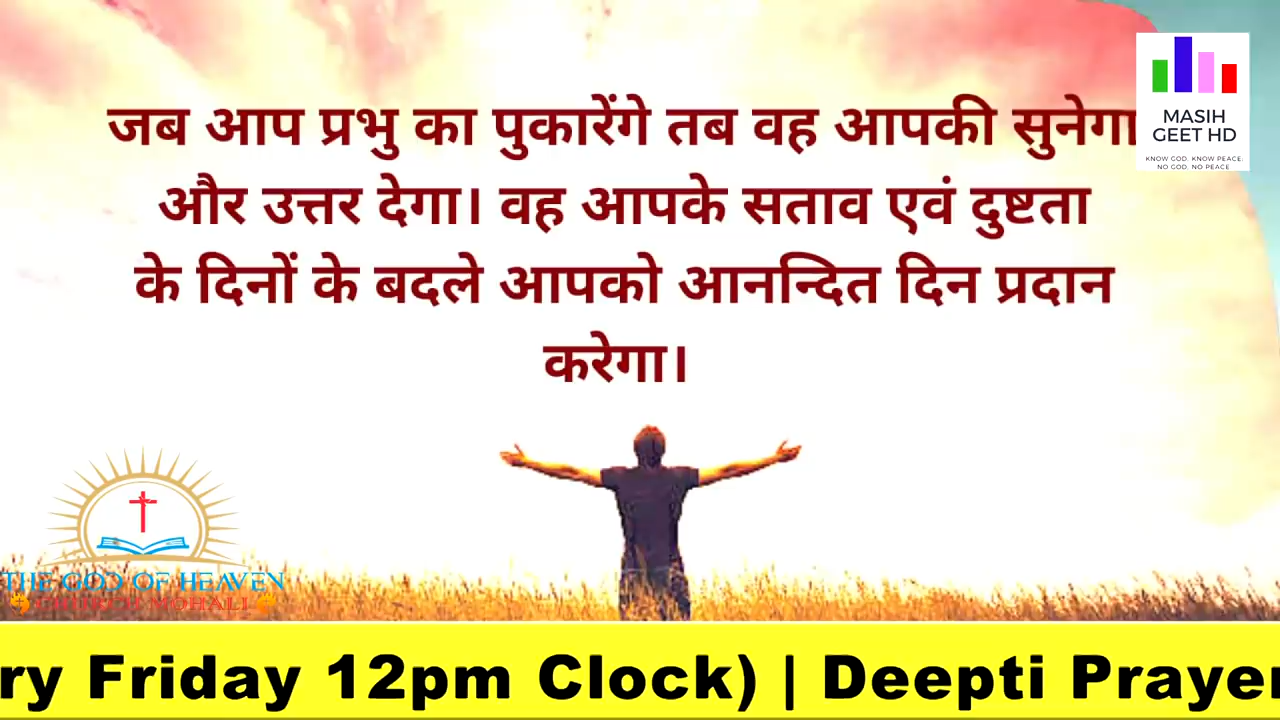 जब आप प्रभु का पुकारेंगे तब वह आपकी सुनेगा
और उत्तर देगा। वह आपके सताव एवं दुष्टता
के दिनों के बदले आपको आनन्दित दिन प्रदान
करेगा।
MASIH
GEET HD
KNOW GOD. KNOW PEACE.
NO GOD. NO PEACE
THE GOD OF HEAVEN
CHURCH MOHALI
ry Friday 12pm Clock) | Deepti Prayer